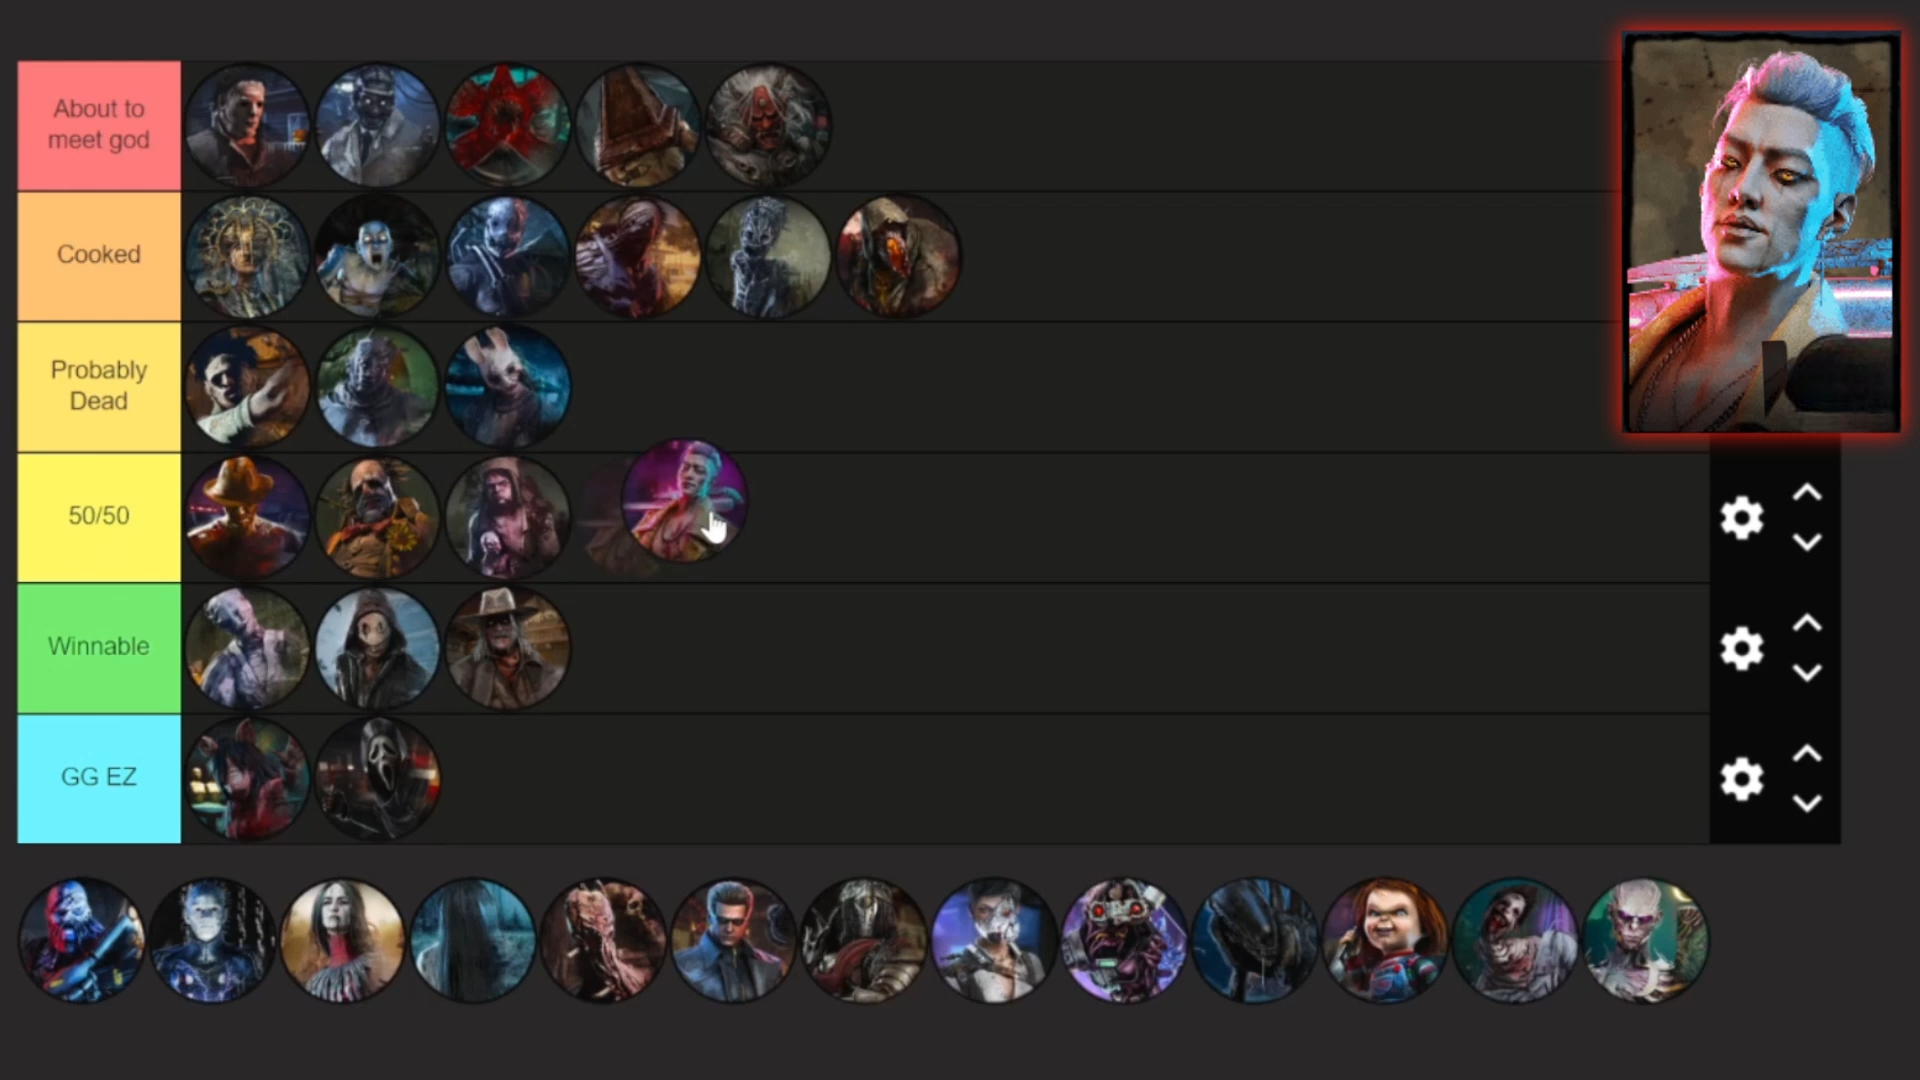 About to
meet god
Cooked
Probably
Dead
50/50
Winnable
GG EZ